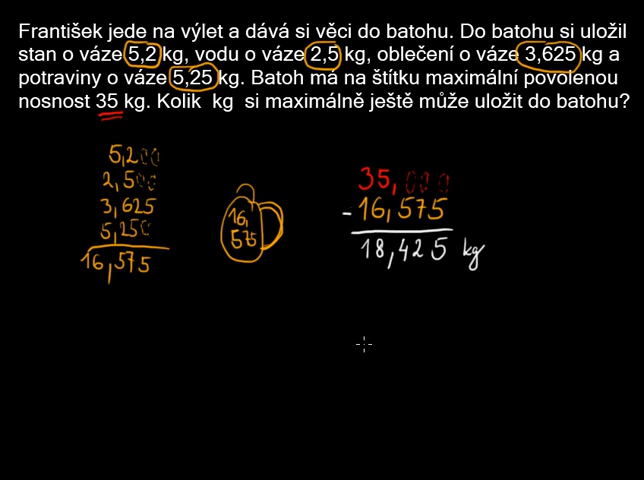 František jede na výlet a dává si věci do batohu. Do batohu si uložil
stan o váze 5,2 kg, vodu o váze 2,5 kg, oblečení o váze 3,625 kg a
potraviny o váze 5,25 kg. Batoh má na štítku maximální povolenou
nosnost 35 kg. Kolik kg si maximálně ještě může uložit do batohu?
5,200
2,500
3,625
5,250
16,575
16,
575
35,000
-16,575
18,425 kg